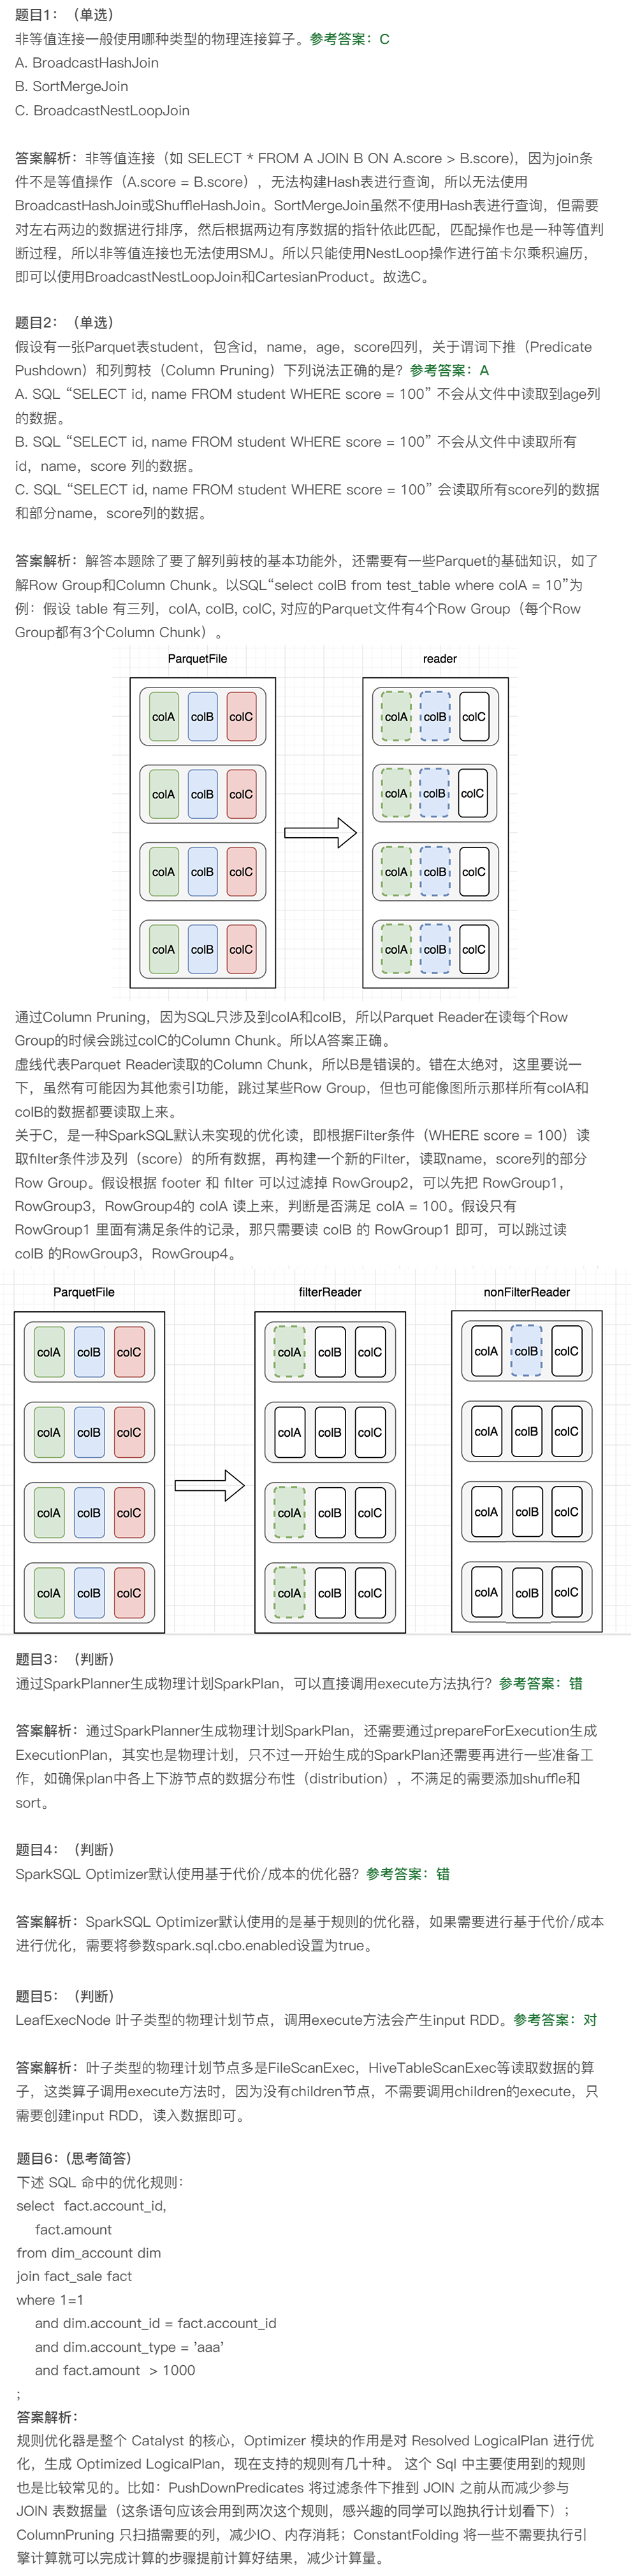 题目1：（单选）
非等值连接一般使用哪种类型的物理连接算子。参考答案：C
A. BroadcastHashJoin
B. SortMergeJoin
C. BroadcastNestLoopJoin
答案解析：非等值连接（如 SELECT * FROM A JOIN B ON A.score > B.score)，因为join条
件不是等值操作（A.score = B.score），无法构建Hash表进行查询，所以无法使用
BroadcastHashJoin或ShuffleHashJoin。SortMergeJoin虽然不使用Hash表进行查询，但需要
对左右两边的数据进行排序，然后根据两边有序数据的指针依此匹配，匹配操作也是一种等值判
断过程，所以非等值连接也无法使用SMJ。所以只能使用NestLoop操作进行笛卡尔乘积遍历，
即可以使用BroadcastNestLoopJoin和CartesianProduct。故选C。
题目2：（单选）
假设有一张Parquet表student，包含id，name，age，score四列，关于谓词下推（Predicate
Pushdown）和列剪枝（Column Pruning）下列说法正确的是？参考答案：A
A. SQL “SELECT id, name FROM student WHERE score = 100” 不会从文件中读取到age列
的数据。
B. SQL “SELECT id, name FROM student WHERE score = 100” 不会从文件中读取所有
id，name，score 列的数据。
C. SQL “SELECT id, name FROM student WHERE score = 100” 会读取所有score列的数据
和部分name，score列的数据。
答案解析：解答本题除了要了解列剪枝的基本功能外，还需要有一些Parquet的基础知识，如了
解Row Group和Column Chunk。以SQL“select colB from test_table where colA = 10”为
例：假设 table 有三列，colA, colB, colC, 对应的Parquet文件有4个Row Group（每个Row
Group都有3个Column Chunk）。
ParquetFile reader
colA colB colC colA colB colC
colA colB colC colA colB colC
colA colB colC colA colB colC
colA colB colC colA colB colC
通过Column Pruning，因为SQL只涉及到colA和colB，所以Parquet Reader在读每个Row
Group的时候会跳过colC的Column Chunk。所以A答案正确。
虚线代表Parquet Reader读取的Column Chunk，所以B是错误的。错在太绝对，这里要说一
下，虽然有可能因为其他索引功能，跳过某些Row Group，但也可能像图所示那样所有colA和
colB的数据都要读取上来。
关于C，是一种SparkSQL默认未实现的优化读，即根据Filter条件（WHERE score = 100）读
取filter条件涉及列（score）的所有数据，再构建一个新的Filter，读取name，score列的部分
Row Group。假设根据 footer 和 filter 可以过滤掉 RowGroup2，可以先把 RowGroup1，
RowGroup3，RowGroup4的 colA 读上来，判断是否满足 colA = 100。假设只有
RowGroup1 里面有满足条件的记录，那只需要读 colB 的 RowGroup1 即可，可以跳过读
colB 的RowGroup3，RowGroup4。
ParquetFile filterReader nonFilterReader
colA colB colC colA colB colC colA colB colC
colA colB colC colA colB colC colA colB colC
colA colB colC colA colB colC colA colB colC
colA colB colC colA colB colC colA colB colC
题目3：（判断）
通过SparkPlanner生成物理计划SparkPlan，可以直接调用execute方法执行？参考答案：错
答案解析：通过SparkPlanner生成物理计划SparkPlan，还需要通过prepareForExecution生成
ExecutionPlan，其实也是物理计划，只不过一开始生成的SparkPlan还需要再进行一些准备工
作，如确保plan中各上下游节点的数据分布性（distribution），不满足的需要添加shuffle和
sort。
题目4：（判断）
SparkSQL Optimizer默认使用基于代价/成本的优化器？参考答案：错
答案解析：SparkSQL Optimizer默认使用的是基于规则的优化器，如果需要进行基于代价/成本
进行优化，需要将参数spark.sql.cbo.enabled设置为true。
题目5：（判断）
LeafExecNode 叶子类型的物理计划节点，调用execute方法会产生input RDD。参考答案：对
答案解析：叶子类型的物理计划节点多是FileScanExec，HiveTableScanExec等读取数据的算
子，这类算子调用execute方法时，因为没有children节点，不需要调用children的execute，只
需要创建input RDD，读入数据即可。
题目6：(思考简答)
下述 SQL 命中的优化规则：
select fact.account_id,
fact.amount
from dim_account dim
join fact_sale fact
where 1=1
and dim.account_id = fact.account_id
and dim.account_type = 'aaa'
and fact.amount > 1000
;
答案解析：
规则优化器是整个 Catalyst 的核心，Optimizer 模块的作用是对 Resolved LogicalPlan 进行优
化，生成 Optimized LogicalPlan，现在支持的规则有几十种。 这个 Sql 中主要使用到的规则
也是比较常见的。比如：PushDownPredicates 将过滤条件下推到 JOIN 之前从而减少参与
JOIN 表数据量（这条语句应该会用到两次这个规则，感兴趣的同学可以跑执行计划看下）；
ColumnPruning 只扫描需要的列，减少IO、内存消耗；ConstantFolding 将一些不需要执行引
擎计算就可以完成计算的步骤提前计算好结果，减少计算量。